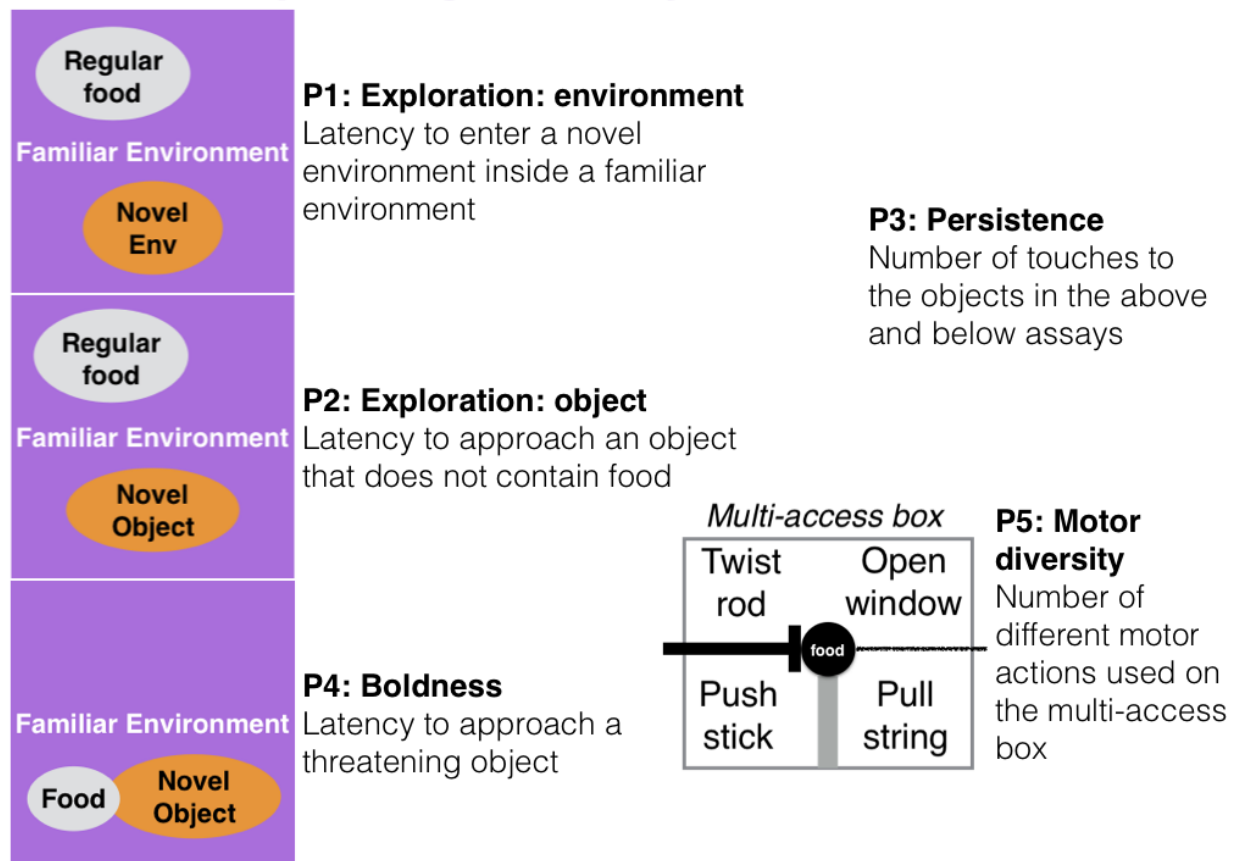 Regular
food
Familiar Environment
Novel
Env
P1: Exploration: environment
Latency to enter a novel
environment inside a familiar
environment
P3: Persistence
Number of touches to
the objects in the above
and below assays
Regular
food
Familiar Environment
Novel
Object
P2: Exploration: object
Latency to approach an object
that does not contain food
Multi-access box
Twist
rod
Open
window
food
Push
stick
Pull
string
P5: Motor
diversity
Number of
different motor
actions used on
the multi-access
box
Familiar Environment
Food
Novel
Object
P4: Boldness
Latency to approach a
threatening object